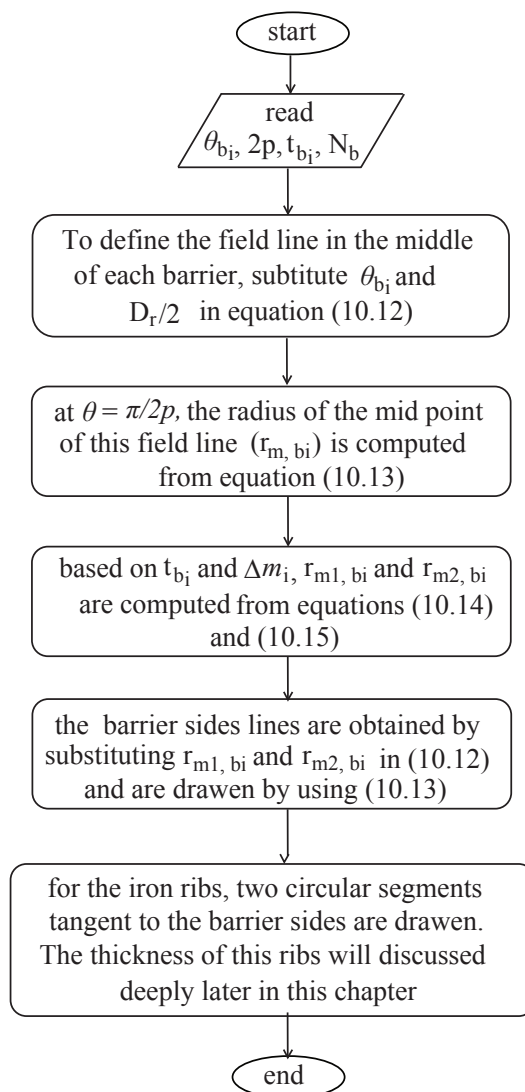 start
read
θbi, 2p, tbi, Nb
To define the field line in the middle
of each barrier, subtitute θbi and
Dr/2 in equation (10.12)
at θ = π/2p, the radius of the mid point
of this field line (rm, bi) is computed
from equation (10.13)
based on tbi and Δmi, rm1, bi and rm2, bi
are computed from equations (10.14)
and (10.15)
the barrier sides lines are obtained by
substituting rm1, bi and rm2, bi in (10.12)
and are drawn by using (10.13)
for the iron ribs, two circular segments
tangent to the barrier sides are drawn.
The thickness of this ribs will discussed
deeply later in this chapter
end